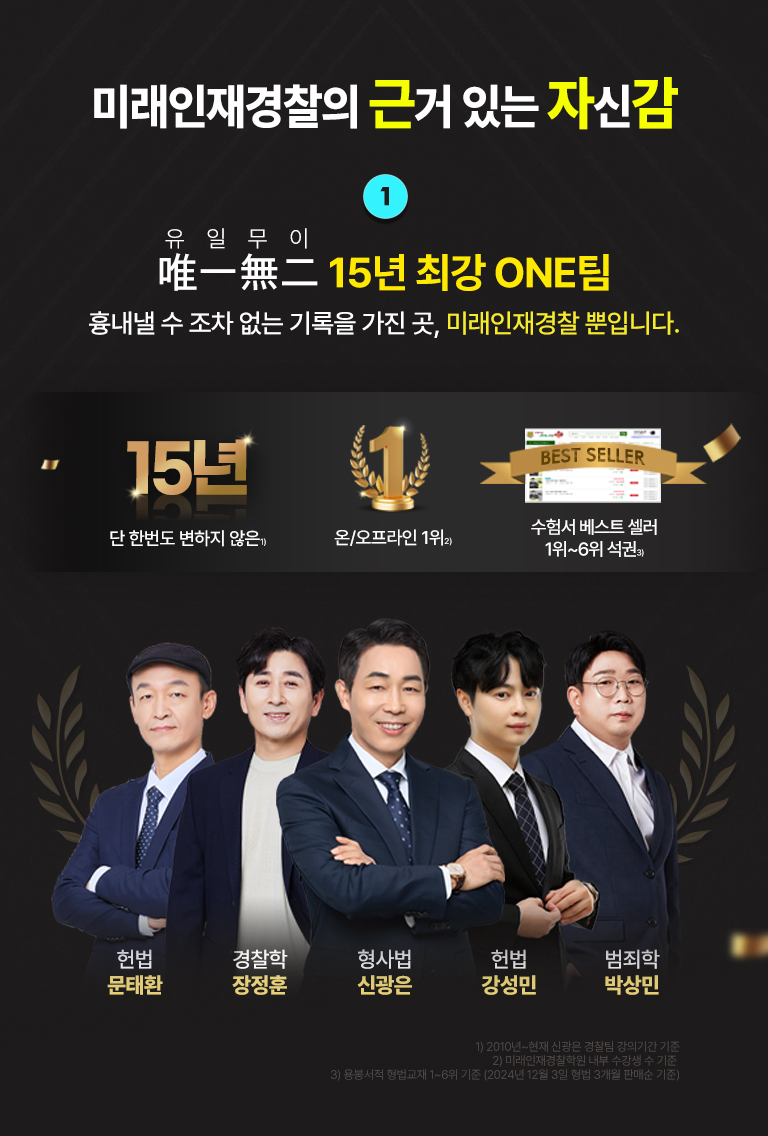 미래인재경찰의 근거 있는 자신감
1
유 일 무 이
唯一無二 15년 최강 ONE팀
흉내낼 수 조차 없는 기록을 가진 곳, 미래인재경찰 뿐입니다.
15년
단 한번도 변하지 않은1)
1
온/오프라인 1위2)
BEST SELLER
수험서 베스트 셀러
1위~6위 석권3)
헌법
문태환
경찰학
장정훈
형사법
신광은
헌법
강성민
범죄학
박상민
1) 2010년~현재 신광은 경찰팀 강의기간 기준
2) 미래인재경찰학원 내부 수강생 수 기준
3) 용봉서적 형법교재 1~6위 기준 (2024년 12월 3일 형법 3개월 판매순 기준)